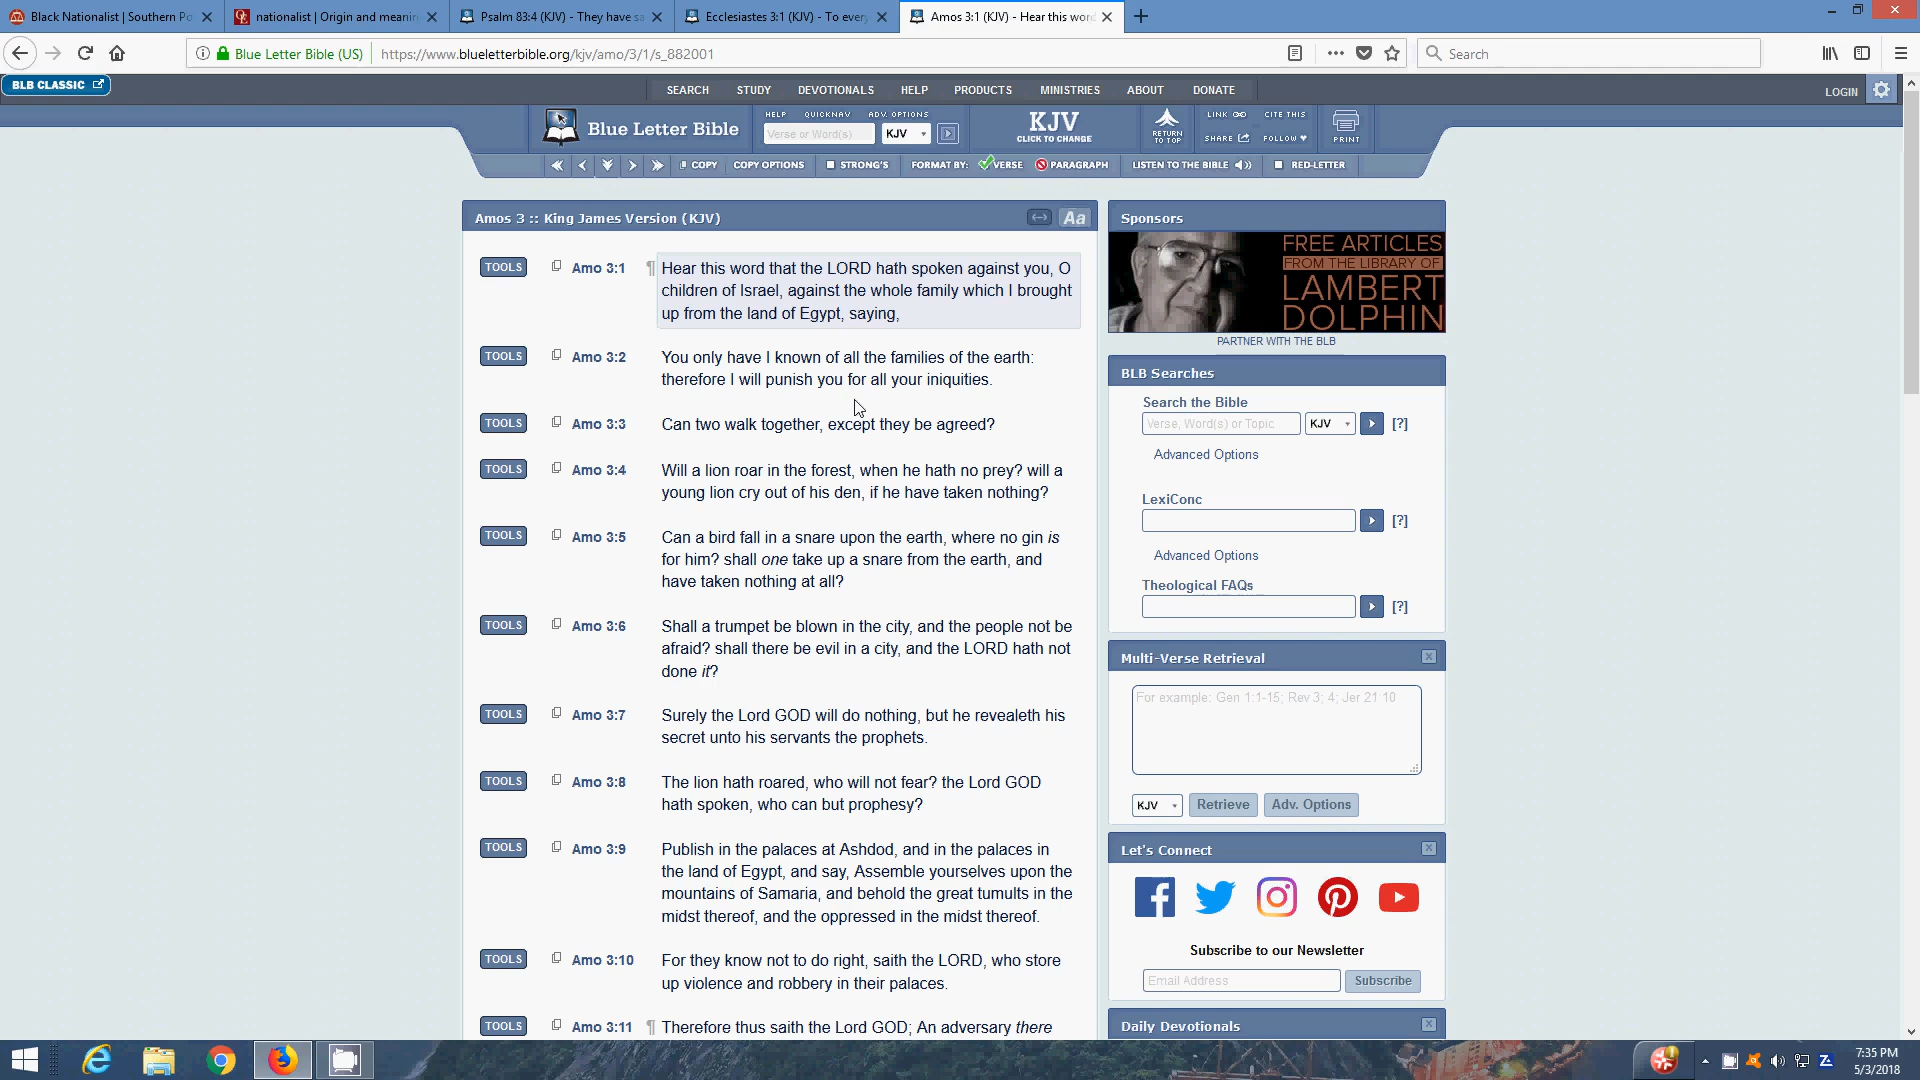 Black Nationalist | Southern Po
nationalist | Origin and meanin
Psalm 83:4 (KJV) - They have sa
Ecclesiastes 3:1 (KJV) - To ever
Amos 3:1 (KJV) - Hear this word
Blue Letter Bible (US)
https://www.blueletterbible.org/kjv/amo/3/1/s_882001
Search
BLB CLASSIC
SEARCH STUDY DEVOTIONALS HELP PRODUCTS MINISTRIES ABOUT DONATE
LOGIN
Blue Letter Bible
HELP QUICKNAV ADV. OPTIONS
Verse or Word(s)
KJV
KJV
CLICK TO CHANGE
RETURN
TO TOP
LINK
CITE THIS
SHARE
FOLLOW
PRINT
COPY
COPY OPTIONS
STRONG'S
FORMAT BY:
VERSE
PARAGRAPH
LISTEN TO THE BIBLE
RED-LETTER
Amos 3 :: King James Version (KJV)
Aa
TOOLS Amo 3:1 ¶ Hear this word that the LORD hath spoken against you, O
children of Israel, against the whole family which I brought
up from the land of Egypt, saying,
TOOLS Amo 3:2 You only have I known of all the families of the earth:
therefore I will punish you for all your iniquities.
TOOLS Amo 3:3 Can two walk together, except they be agreed?
TOOLS Amo 3:4 Will a lion roar in the forest, when he hath no prey? will a
young lion cry out of his den, if he have taken nothing?
TOOLS Amo 3:5 Can a bird fall in a snare upon the earth, where no gin is
for him? shall one take up a snare from the earth, and
have taken nothing at all?
TOOLS Amo 3:6 Shall a trumpet be blown in the city, and the people not be
afraid? shall there be evil in a city, and the LORD hath not
done it?
TOOLS Amo 3:7 Surely the Lord GOD will do nothing, but he revealeth his
secret unto his servants the prophets.
TOOLS Amo 3:8 The lion hath roared, who will not fear? the Lord GOD
hath spoken, who can but prophesy?
TOOLS Amo 3:9 Publish in the palaces at Ashdod, and in the palaces in
the land of Egypt, and say, Assemble yourselves upon the
mountains of Samaria, and behold the great tumults in the
midst thereof, and the oppressed in the midst thereof.
TOOLS Amo 3:10 For they know not to do right, saith the LORD, who store
up violence and robbery in their palaces.
TOOLS Amo 3:11 ¶ Therefore thus saith the Lord GOD; An adversary there
Sponsors
FREE ARTICLES
FROM THE LIBRARY OF
LAMBERT
DOLPHIN
PARTNER WITH THE BLB
BLB Searches
Search the Bible
Verse, Word(s) or Topic
KJV
[?]
Advanced Options
LexiConc
[?]
Advanced Options
Theological FAQs
[?]
Multi-Verse Retrieval
For example: Gen 1:1-15; Rev 3; 4; Jer 21:10
KJV
Retrieve
Adv. Options
Let's Connect
Subscribe to our Newsletter
Email Address
Subscribe
Daily Devotionals
7:35 PM
5/3/2018